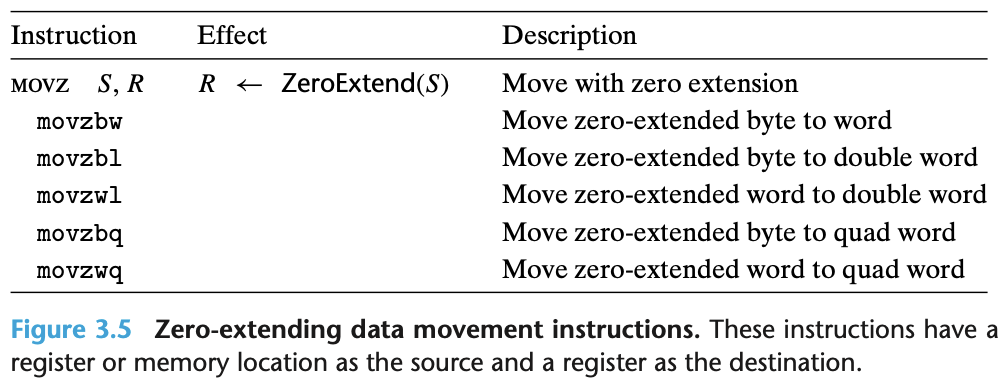 Instruction Effect Description
MOVZ S, R R ← ZeroExtend(S) Move with zero extension
movzbw Move zero-extended byte to word
movzbl Move zero-extended byte to double word
movzwl Move zero-extended word to double word
movzbq Move zero-extended byte to quad word
movzwq Move zero-extended word to quad word
Figure 3.5 Zero-extending data movement instructions. These instructions have a
register or memory location as the source and a register as the destination.